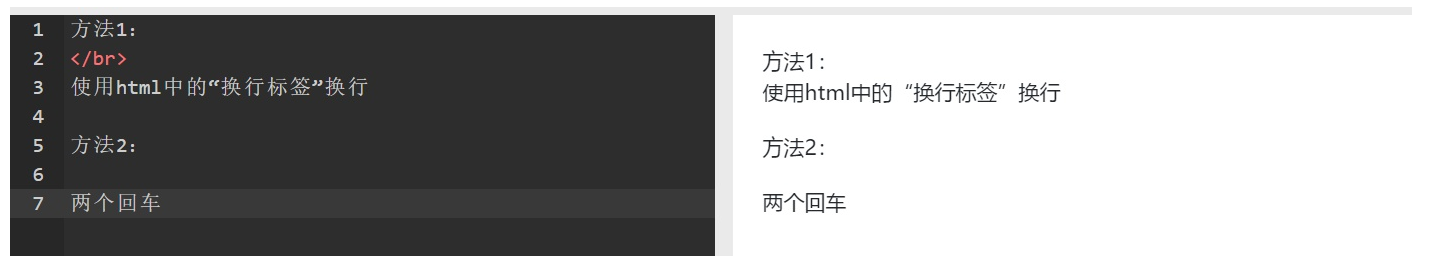 1 方法1:
2 </br>
3 使用html中的“换行标签”换行
4
5 方法2:
6
7 两个回车
方法1：
使用html中的“换行标签”换行
方法2：
两个回车